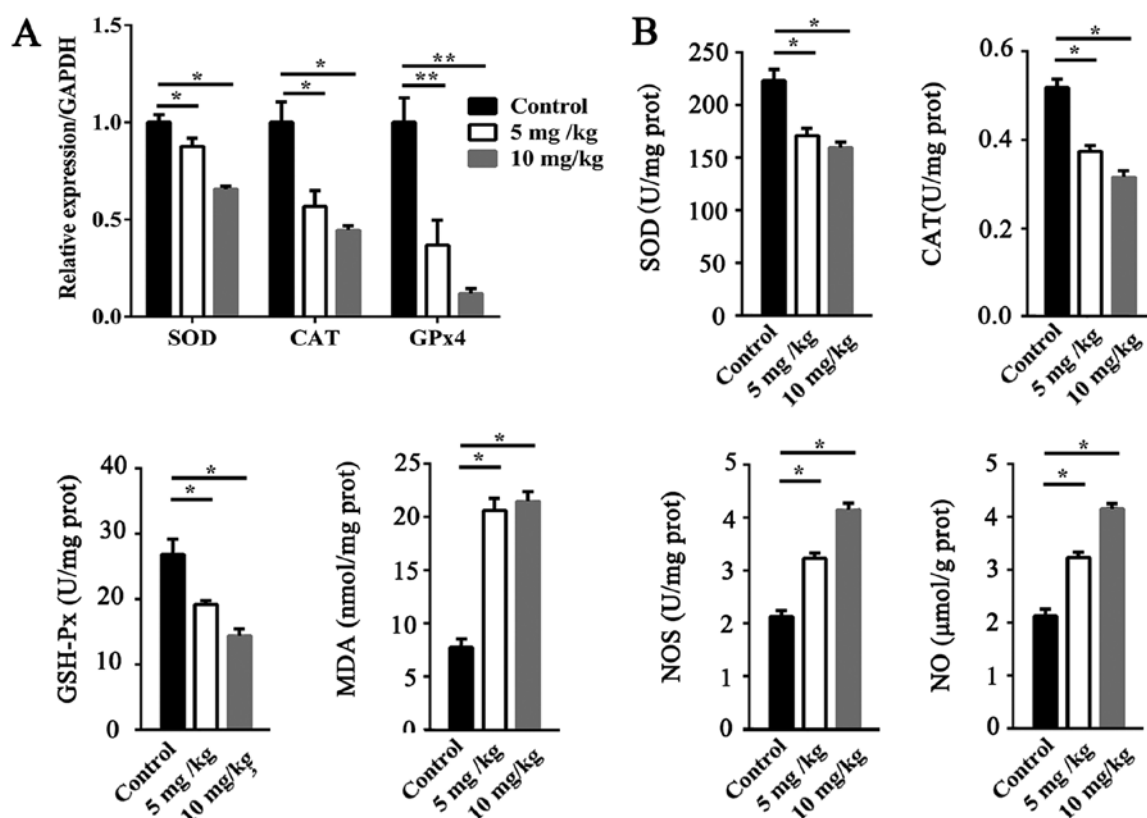 A
Relative expression/GAPDH
1.5
1.0
0.5
0.0
*
*
*
*
**
**
SOD
CAT
GPx4
Control
5 mg /kg
10 mg/kg
B
SOD (U/mg prot)
250
200
150
100
50
0
*
*
Control
5 mg /kg
10 mg/kg
CAT(U/mg prot)
0.6
0.4
0.2
0.0
*
*
Control
5 mg /kg
10 mg/kg
GSH-Px (U/mg prot)
40
30
20
10
0
*
*
Control
5 mg /kg
10 mg/kg
MDA (nmol/mg prot)
25
20
15
10
5
0
*
*
Control
5 mg /kg
10 mg/kg
NOS (U/mg prot)
5
4
3
2
1
0
*
*
Control
5 mg /kg
10 mg/kg
NO (μmol/g prot)
5
4
3
2
1
0
*
*
Control
5 mg /kg
10 mg/kg